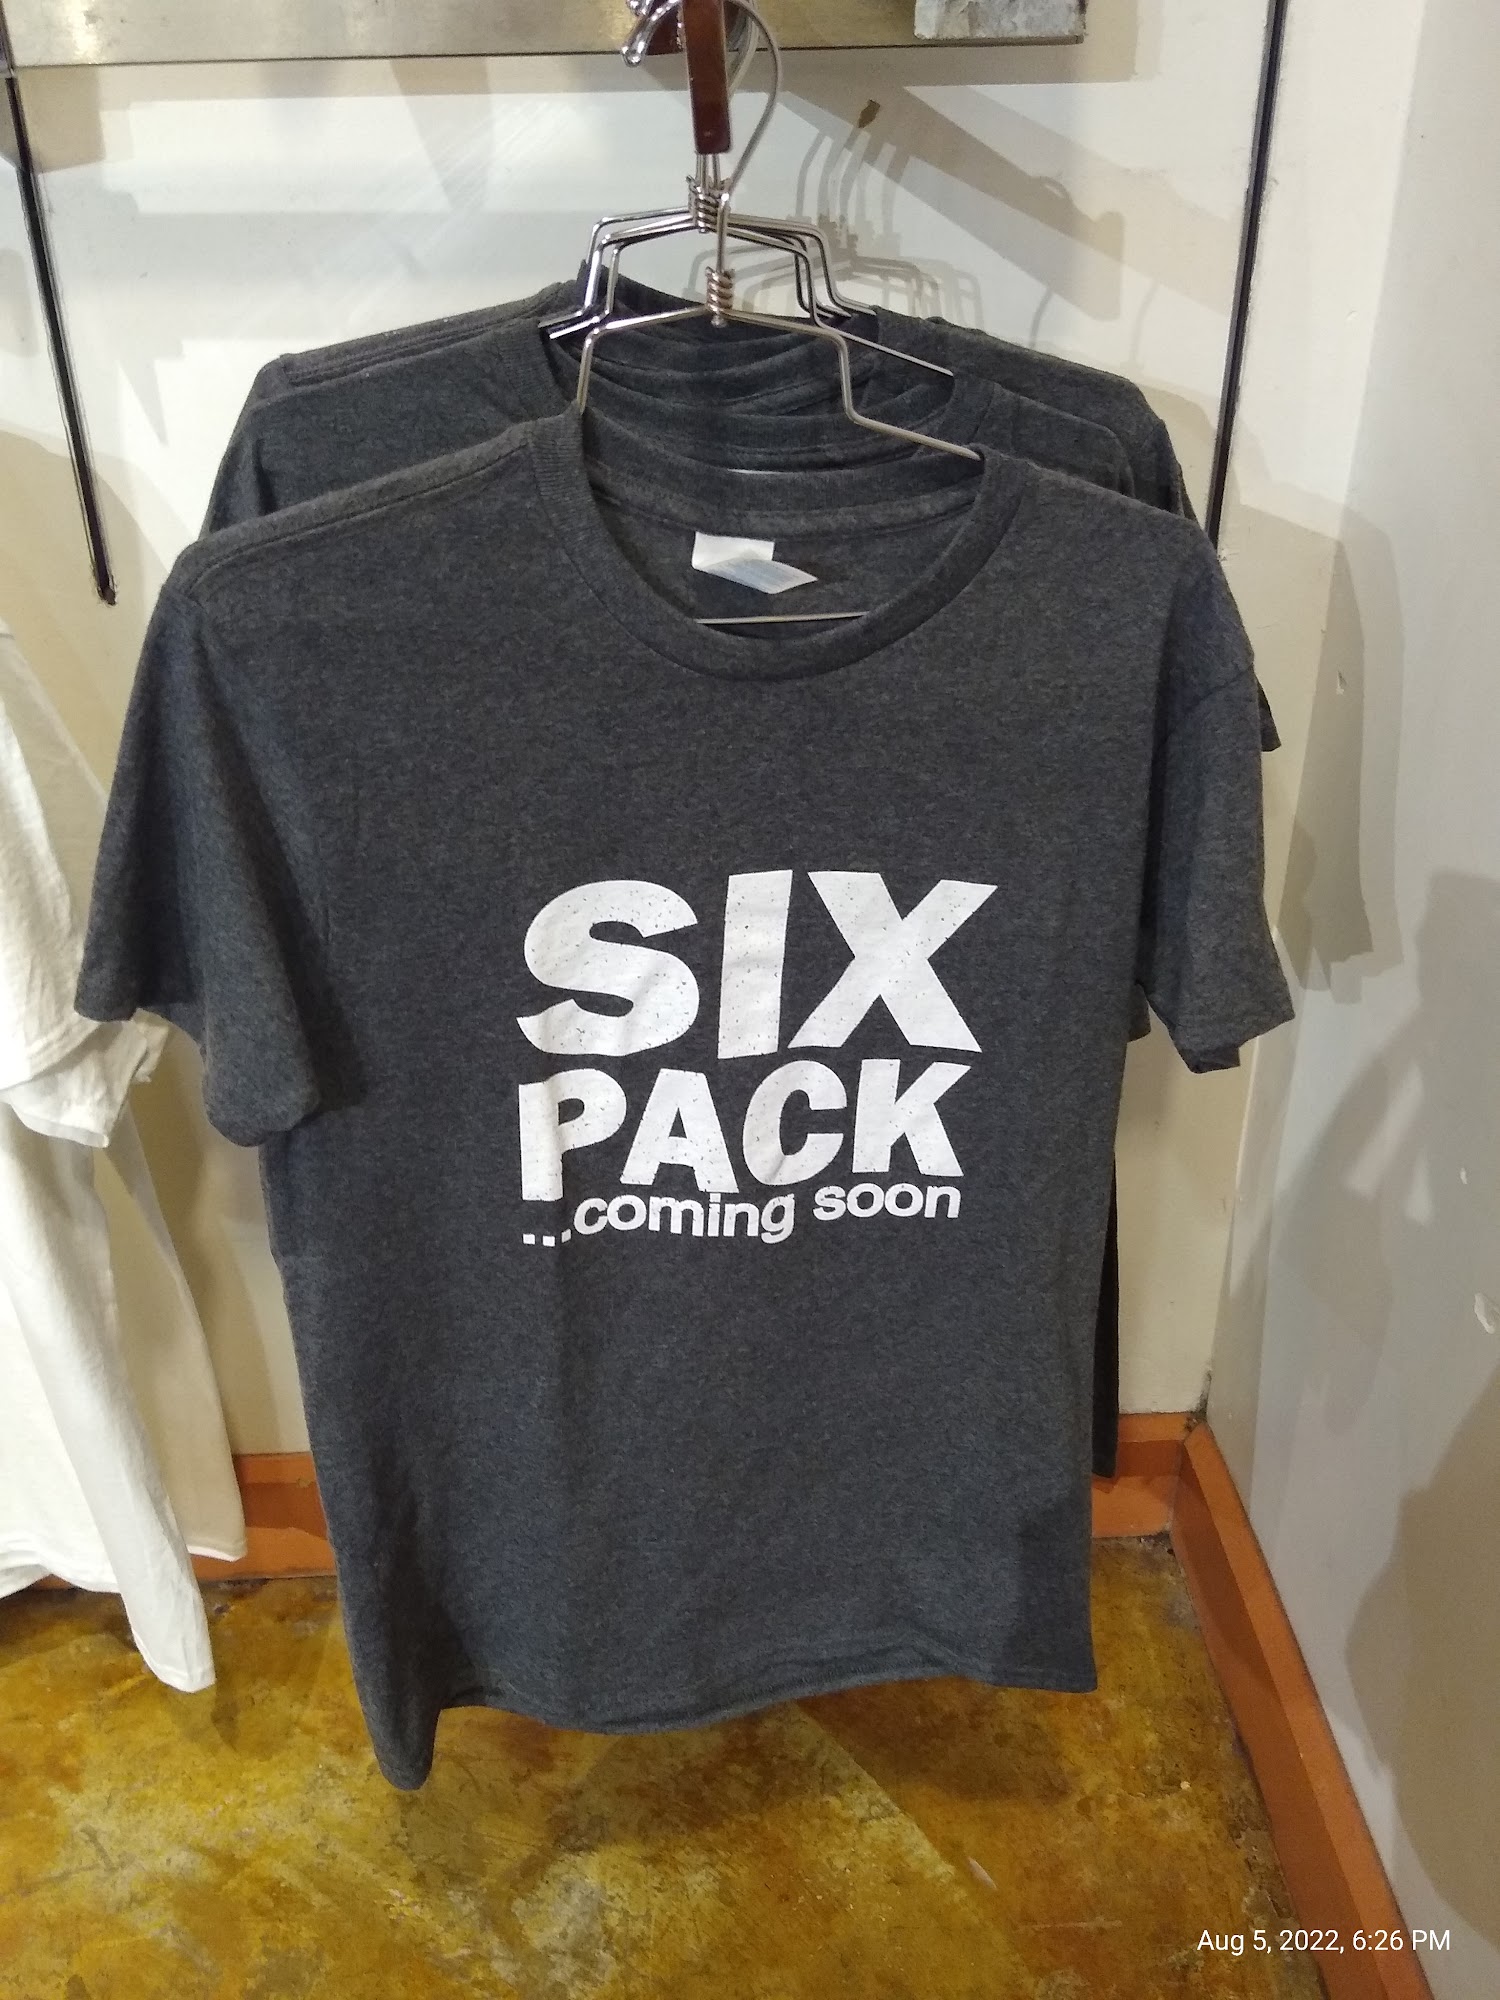 SIX
PACK
...coming soon
Aug 5, 2022, 6:26 PM